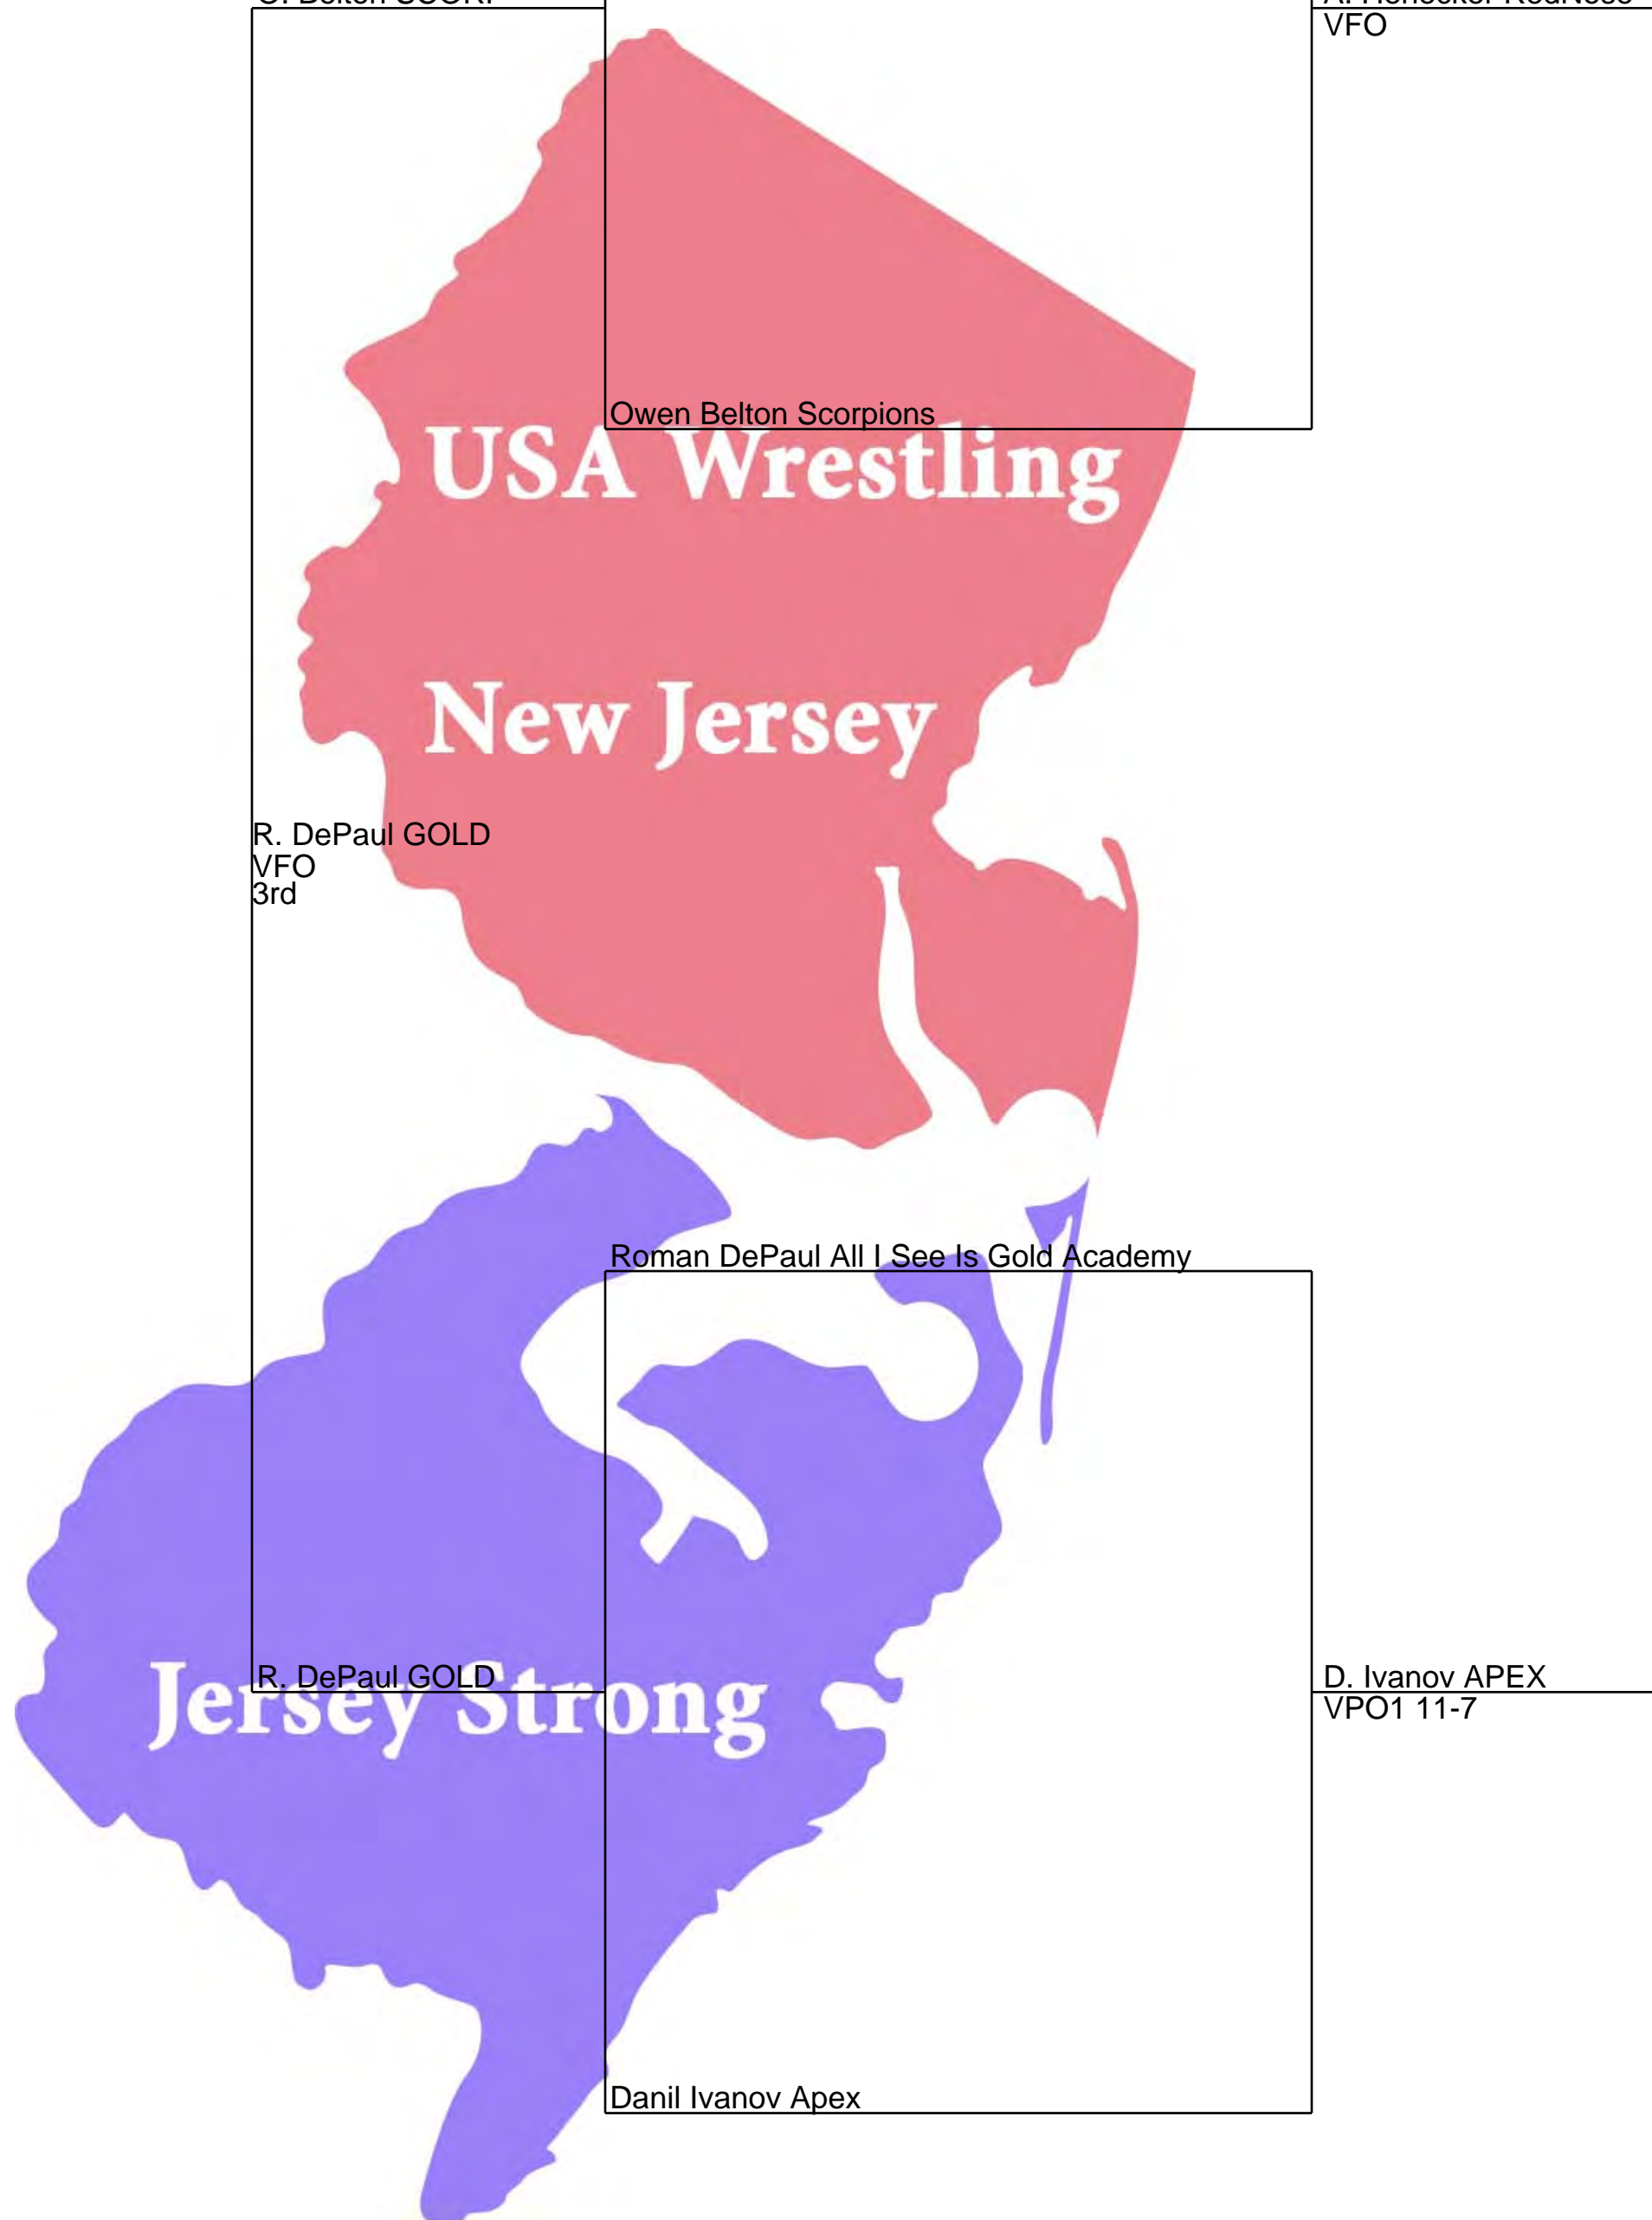 VFO
Owen Belton Scorpions
USA Wrestling
New Jersey
R. DePaul GOLD
VFO
3rd
Roman DePaul All I See Is Gold Academy
R. DePaul GOLD
D. Ivanov APEX
Jersey Strong
VPO1 11-7
Danil Ivanov Apex